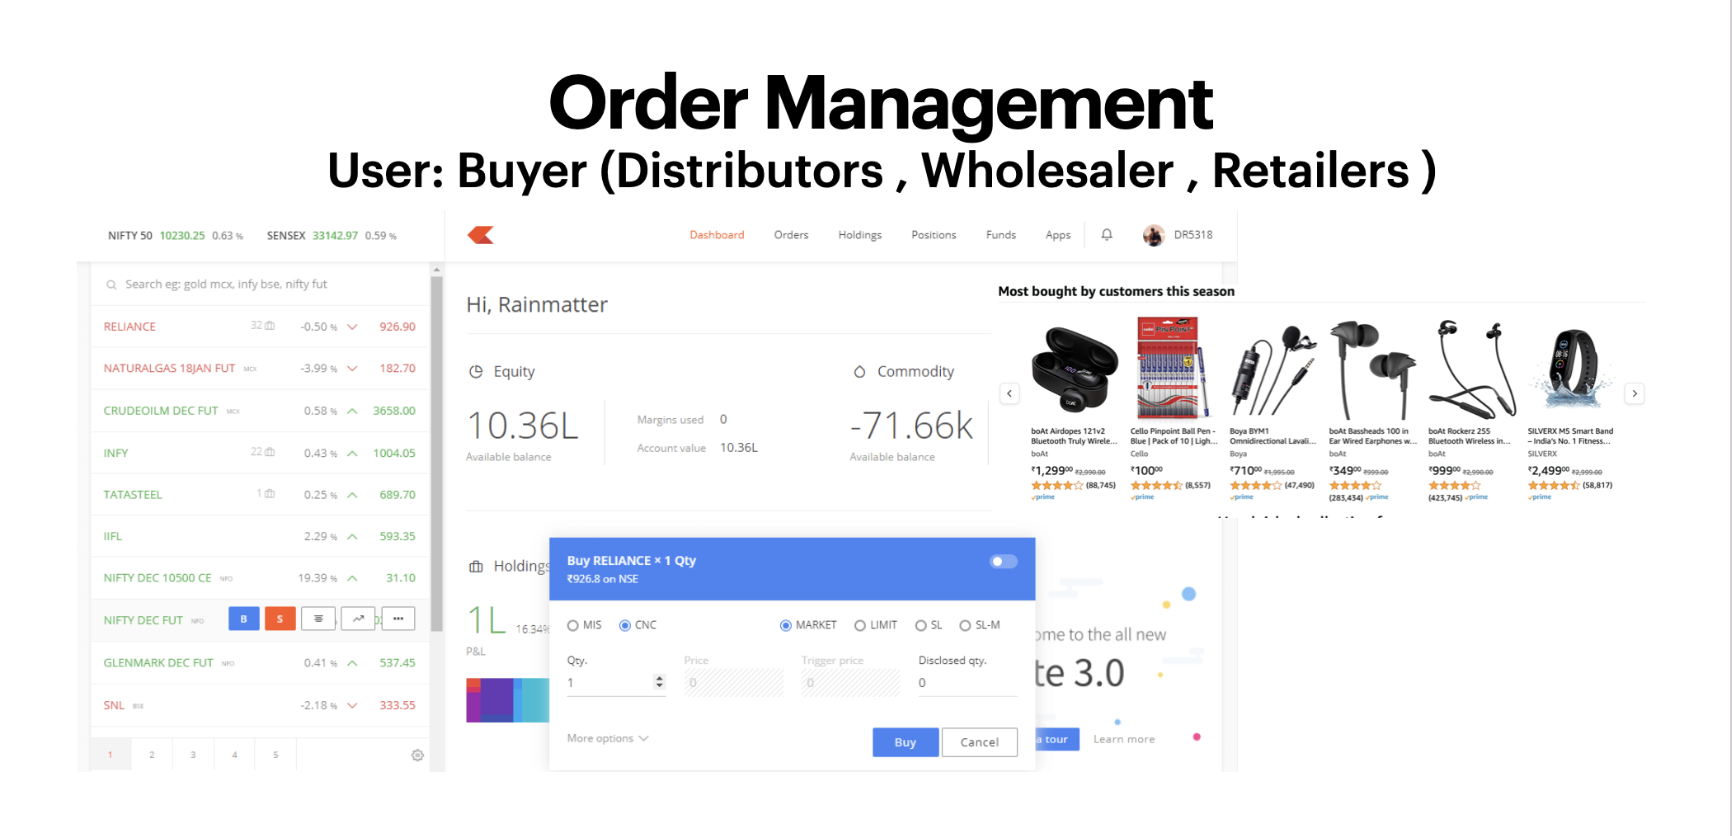 Order Management
User: Buyer (Distributors , Wholesaler , Retailers )
NIFTY 50 10230.25 0.63 % SENSEX 33142.97 0.59 %
Dashboard Orders Holdings Positions Funds Apps DR5318
Search eg: gold mcx, infy bse, nifty fut
RELIANCE 32 -0.50 % 926.90
NATURALGAS 18JAN FUT MCX -3.99 % 182.70
CRUDEOILM DEC FUT MCX 0.58 % 3658.00
INFY 22 0.43 % 1004.05
TATASTEEL 1 0.25 % 689.70
IIFL 2.29 % 593.35
NIFTY DEC 10500 CE NFO 19.39 % 31.10
NIFTY DEC FUT NFO B S
GLENMARK DEC FUT NFO 0.41 % 537.45
SNL BSE -2.18 % 333.55
1 2 3 4 5
Hi, Rainmatter
Equity
10.36L
Available balance
Margins used 0
Account value 10.36L
Commodity
-71.66k
Available balance
Holdings
1L 16.34%
P&L
Most bought by customers this season
boAt Airdopes 121v2
Bluetooth Truly Wirele...
boAt
₹1,299⁰⁰ ₹2,990.00
(88,745)
prime
Cello Pinpoint Ball Pen -
Blue | Pack of 10 | Ligh...
Cello
₹100⁰⁰
(8,557)
prime
Boya BYM1
Omnidirectional Lavali...
Boya
₹710⁰⁰ ₹1,995.00
(47,490)
prime
boAt Bassheads 100 in
Ear Wired Earphones w...
boAt
₹349⁰⁰ ₹999.00
(283,434) prime
boAt Rockerz 255
Bluetooth Wireless in...
boAt
₹999⁰⁰ ₹2,990.00
(423,745) prime
SILVERX M5 Smart Band
– India's No. 1 Fitness...
SILVERX
₹2,499⁰⁰ ₹2,999.00
(58,817)
prime
Buy RELIANCE × 1 Qty
₹926.8 on NSE
MIS CNC MARKET LIMIT SL SL-M
Qty. Price Trigger price Disclosed qty.
1 0 0 0
More options Buy Cancel
ome to the all new
te 3.0
a tour Learn more